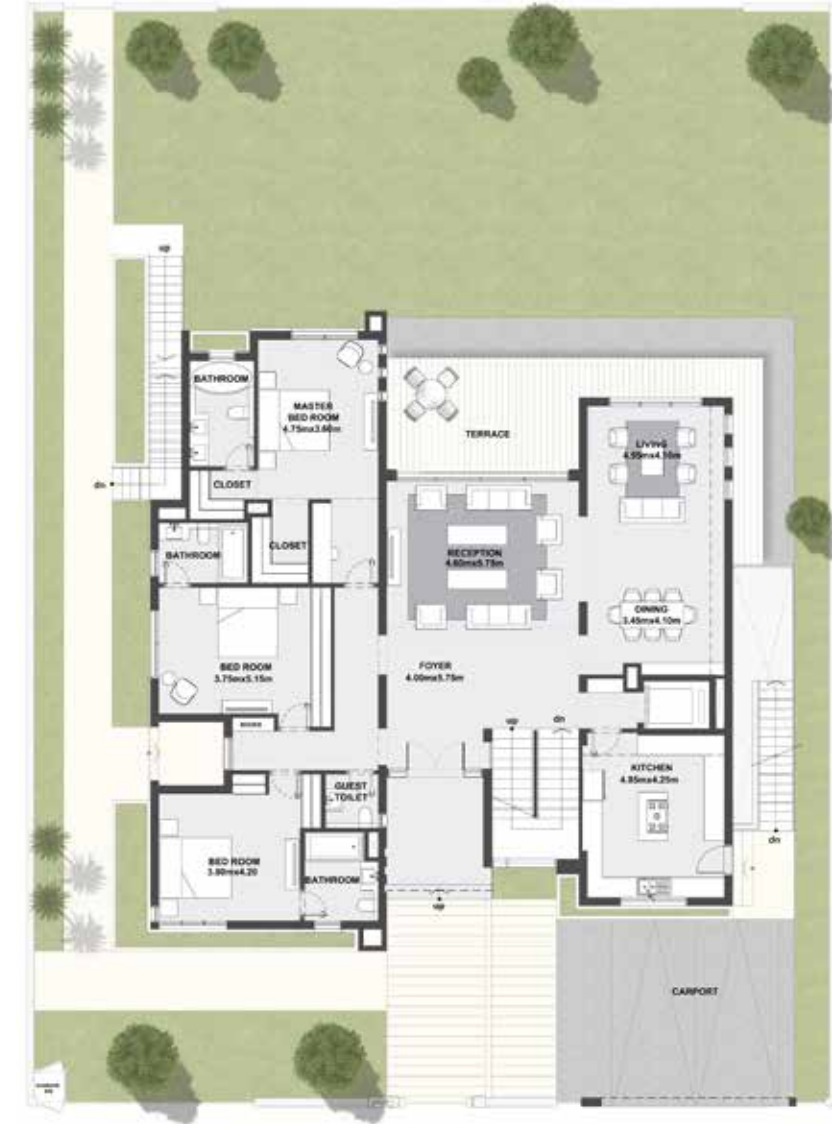 up
BATHROOM
MASTER
BED ROOM
4.75mx3.60m
TERRACE
LIVING
dn
CLOSET
BATHROOM
CLOSET
RECEPTION
4.60mx5.75m
DINING
3.45mx4.10m
BED ROOM
3.75mx5.15m
FOYER
4.00mx5.75m
up
dn
KITCHEN
4.85mx4.25m
GUEST
TOILET
BED ROOM
BATHROOM
dn
up
CARPORT